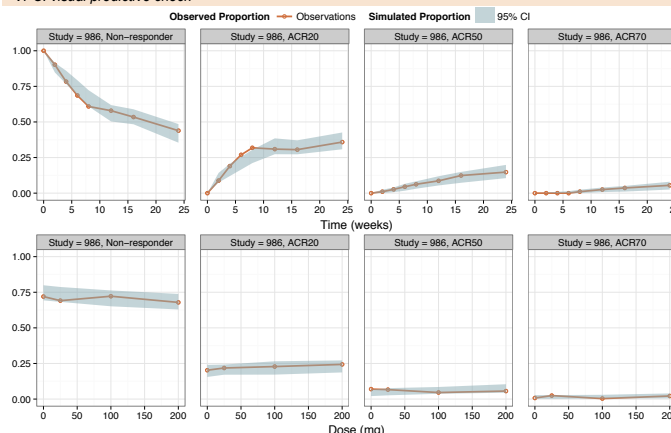 Observed Proportion Observations Simulated Proportion 95% CI
Study = 986, Non−responder Study = 986, ACR20 Study = 986, ACR50 Study = 986, ACR70
1.00
0.75
0.50
0.25
0.00
0 5 10 15 20 25 0 5 10 15 20 25 0 5 10 15 20 25 0 5 10 15 20
Time (weeks)
Study = 986, Non−responder Study = 986, ACR20 Study = 986, ACR50 Study = 986, ACR70
1.00
0.75
0.50
0.25
0.00
0 50 100 150 200 0 50 100 150 200 0 50 100 150 200 0 50 100 150 200
Dose (mg)